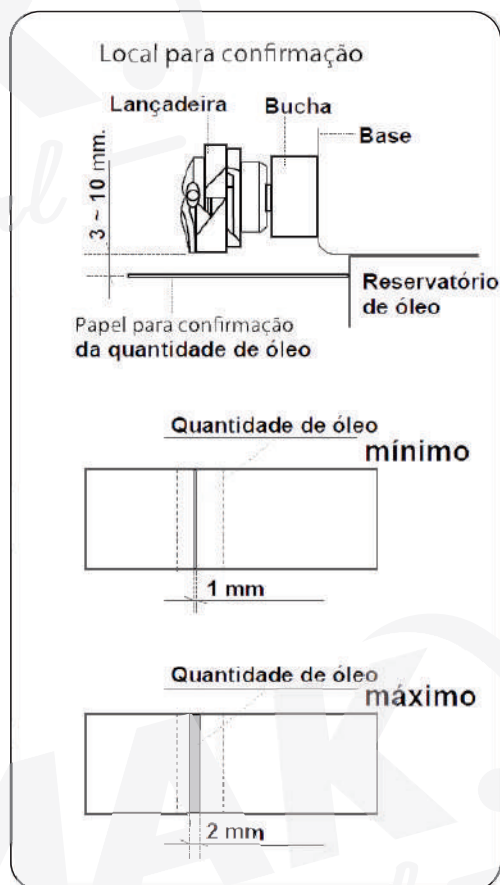 Local para confirmação
Lançadeira
Bucha
Base
3 ~ 10 mm.
Reservatório
de óleo
Papel para confirmação
da quantidade de óleo
Quantidade de óleo
mínimo
1 mm
Quantidade de óleo
máximo
2 mm